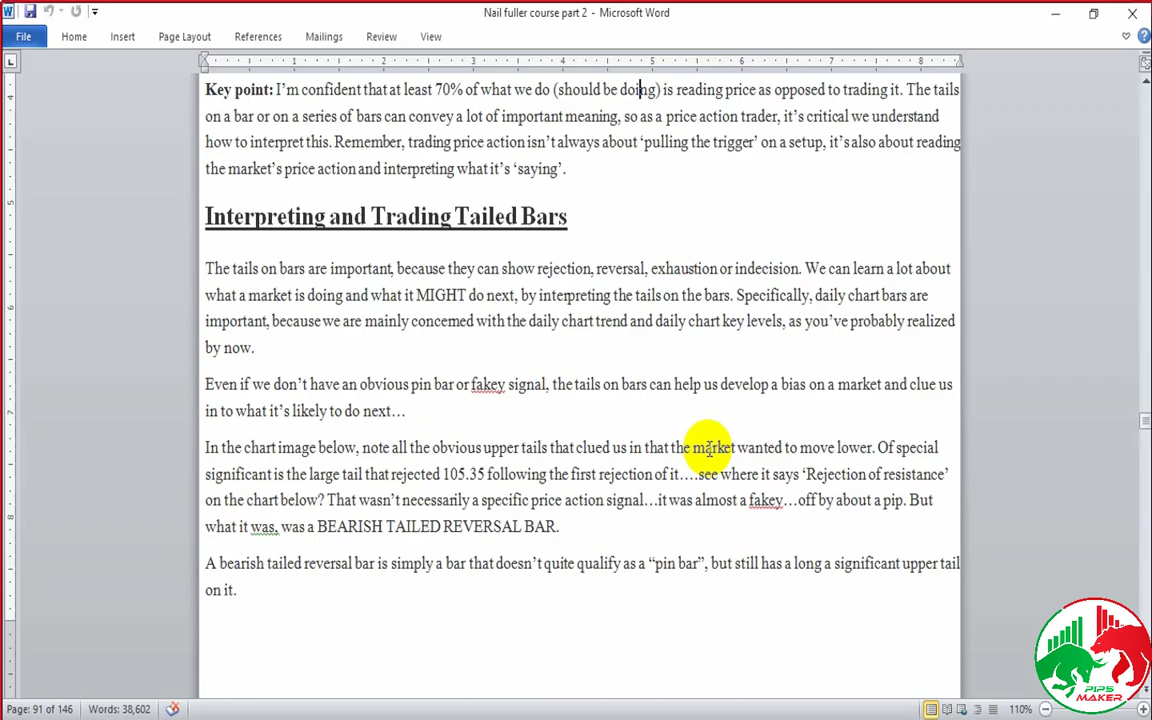 Nail fuller course part 2 - Microsoft Word
File Home Insert Page Layout References Mailings Review View
1 2 3 4 5 6 7 8
Key point: I’m confident that at least 70% of what we do (should be doing) is reading price as opposed to trading it. The tails
on a bar or on a series of bars can convey a lot of important meaning, so as a price action trader, it’s critical we understand
how to interpret this. Remember, trading price action isn’t always about ‘pulling the trigger’ on a setup, it’s also about reading
the market’s price action and interpreting what it’s ‘saying’.
Interpreting and Trading Tailed Bars
The tails on bars are important, because they can show rejection, reversal, exhaustion or indecision. We can learn a lot about
what a market is doing and what it MIGHT do next, by interpreting the tails on the bars. Specifically, daily chart bars are
important, because we are mainly concerned with the daily chart trend and daily chart key levels, as you’ve probably realized
by now.
Even if we don’t have an obvious pin bar or fakey signal, the tails on bars can help us develop a bias on a market and clue us
in to what it’s likely to do next…
In the chart image below, note all the obvious upper tails that clued us in that the market wanted to move lower. Of special
significant is the large tail that rejected 105.35 following the first rejection of it….see where it says ‘Rejection of resistance’
on the chart below? That wasn’t necessarily a specific price action signal…it was almost a fakey…off by about a pip. But
what it was, was a BEARISH TAILED REVERSAL BAR.
A bearish tailed reversal bar is simply a bar that doesn’t quite qualify as a “pin bar”, but still has a long a significant upper tail
on it.
PIPS
MAKER
Page: 91 of 146 Words: 38,602 110%